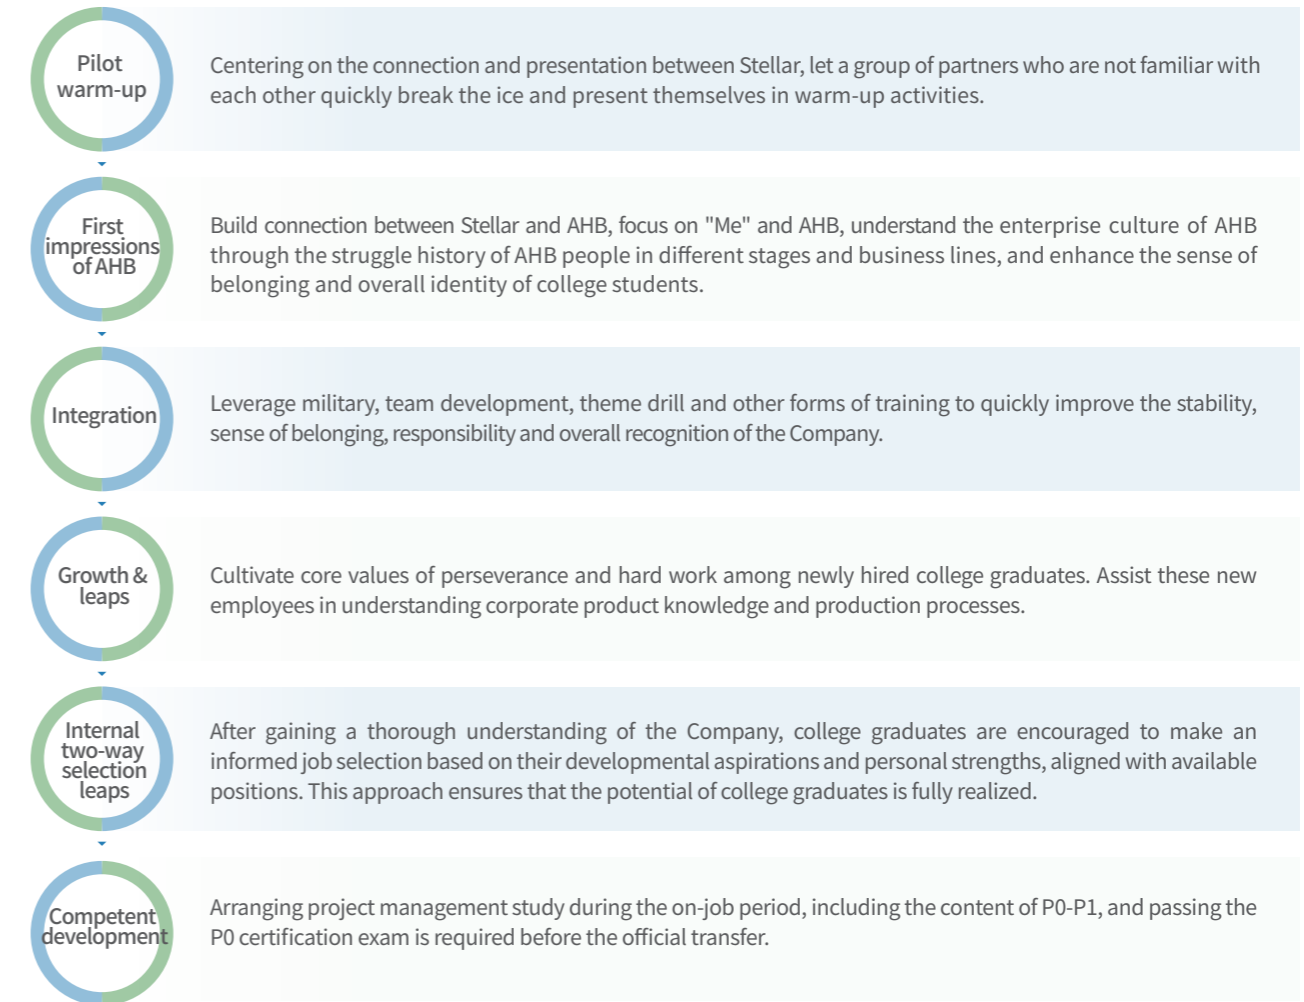 Pilot
warm-up
Centering on the connection and presentation between Stellar, let a group of partners who are not familiar with
each other quickly break the ice and present themselves in warm-up activities.
First
impressions
of AHB
Build connection between Stellar and AHB, focus on "Me" and AHB, understand the enterprise culture of AHB
through the struggle history of AHB people in different stages and business lines, and enhance the sense of
belonging and overall identity of college students.
Integration
Leverage military, team development, theme drill and other forms of training to quickly improve the stability,
sense of belonging, responsibility and overall recognition of the Company.
Growth &
leaps
Cultivate core values of perseverance and hard work among newly hired college graduates. Assist these new
employees in understanding corporate product knowledge and production processes.
Internal
two-way
selection
leaps
After gaining a thorough understanding of the Company, college graduates are encouraged to make an
informed job selection based on their developmental aspirations and personal strengths, aligned with available
positions. This approach ensures that the potential of college graduates is fully realized.
Competent
development
Arranging project management study during the on-job period, including the content of P0-P1, and passing the
P0 certification exam is required before the official transfer.